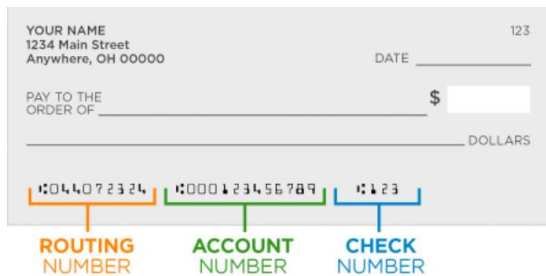 YOUR NAME 123
1234 Main Street
Anywhere, OH 00000
DATE
PAY TO THE
ORDER OF $
DOLLARS
⑆044072324 ⑆000123456789 ⑆123
ROUTING NUMBER
ACCOUNT NUMBER
CHECK NUMBER